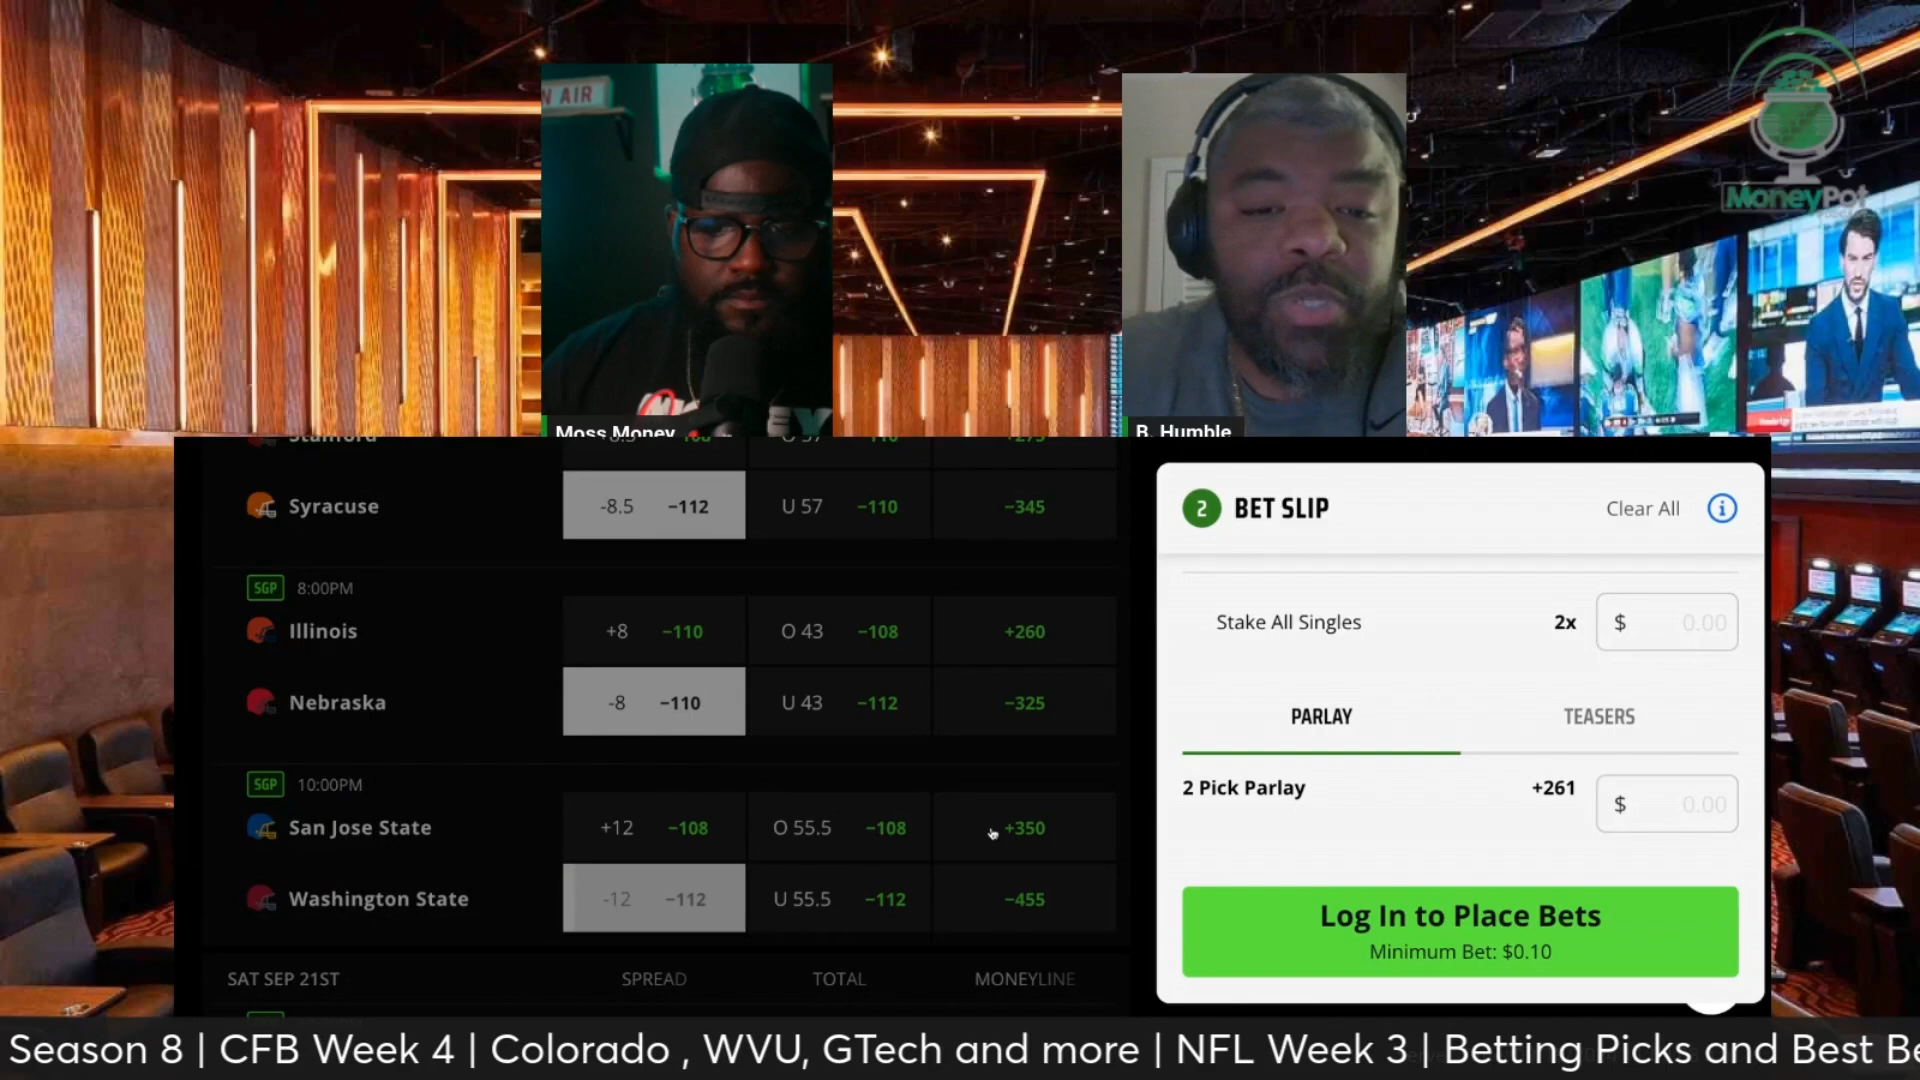 N AIR
MoneyPot
Moss Money
B. Humble
Stanford
Syracuse -8.5 −112 U 57 −110 −345
SGP 8:00PM
Illinois +8 −110 O 43 −108 +260
Nebraska -8 −110 U 43 −112 −325
SGP 10:00PM
San Jose State +12 −108 O 55.5 −108 +350
Washington State -12 −112 U 55.5 −112 −455
SAT SEP 21ST SPREAD TOTAL MONEYLINE
2 BET SLIP Clear All i
Stake All Singles 2x $ 0.00
PARLAY TEASERS
2 Pick Parlay +261 $ 0.00
Log In to Place Bets
Minimum Bet: $0.10
Season 8 | CFB Week 4 | Colorado , WVU, GTech and more | NFL Week 3 | Betting Picks and Best Be